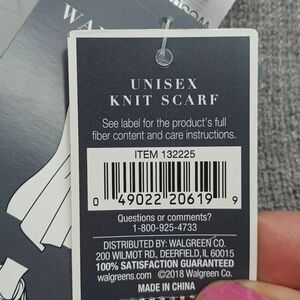 UNISEX
KNIT SCARF
See label for the product's full
fiber content and care instructions.
ITEM 132225
0 49022 20619 9
Questions or comments?
1-800-925-4733
DISTRIBUTED BY: WALGREEN CO.
200 WILMOT RD., DEERFIELD, IL 60015
100% SATISFACTION GUARANTEED
walgreens.com ©2018 Walgreen Co.
MADE IN CHINA